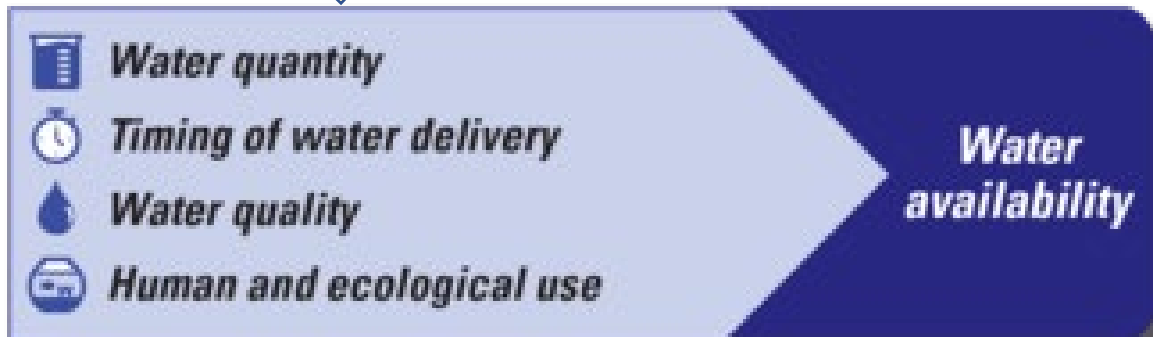 Water quantity
Timing of water delivery
Water quality
Human and ecological use
Water
availability